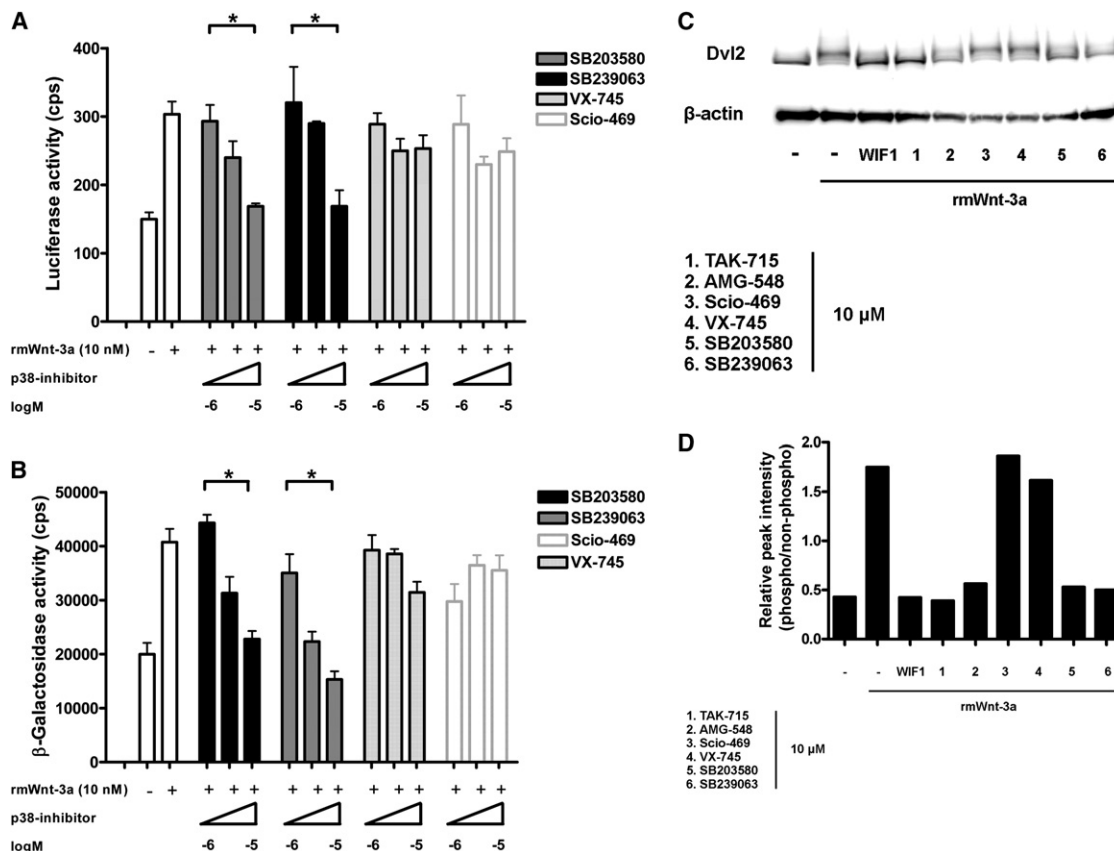 A
*
*
400
300
200
100
0
Luciferase activity (cps)
SB203580
SB239063
VX-745
Scio-469
rmWnt-3a (10 nM) - + + + + + + + + + + + + +
p38-inhibitor
logM -6 -5 -6 -5 -6 -5 -6 -5
B
*
*
50000
40000
30000
20000
10000
0
β-Galactosidase activity (cps)
SB203580
SB239063
Scio-469
VX-745
rmWnt-3a (10 nM) - + + + + + + + + + + + + +
p38-inhibitor
logM -6 -5 -6 -5 -6 -5 -6 -5
C
Dvl2
β-actin
- - WIF1 1 2 3 4 5 6
rmWnt-3a
1. TAK-715
2. AMG-548
3. Scio-469
4. VX-745
5. SB203580
6. SB239063
10 µM
D
2.0
1.5
1.0
0.5
0.0
Relative peak intensity
(phospho/non-phospho)
- - WIF1 1 2 3 4 5 6
rmWnt-3a
1. TAK-715
2. AMG-548
3. Scio-469
4. VX-745
5. SB203580
6. SB239063
10 µM